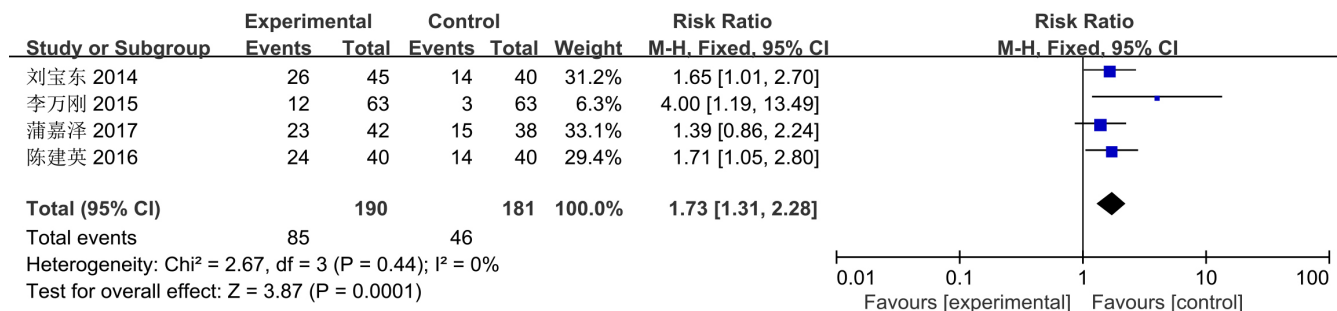 Experimental Control Risk Ratio Risk Ratio
Study or Subgroup Events Total Events Total Weight M-H, Fixed, 95% CI M-H, Fixed, 95% CI
刘宝东 2014 26 45 14 40 31.2% 1.65 [1.01, 2.70]
李万刚 2015 12 63 3 63 6.3% 4.00 [1.19, 13.49]
蒲嘉泽 2017 23 42 15 38 33.1% 1.39 [0.86, 2.24]
陈建英 2016 24 40 14 40 29.4% 1.71 [1.05, 2.80]
Total (95% CI) 190 181 100.0% 1.73 [1.31, 2.28]
Total events 85 46
Heterogeneity: Chi² = 2.67, df = 3 (P = 0.44); I² = 0%
Test for overall effect: Z = 3.87 (P = 0.0001)
0.01 0.1 1 10 100
Favours [experimental] Favours [control]